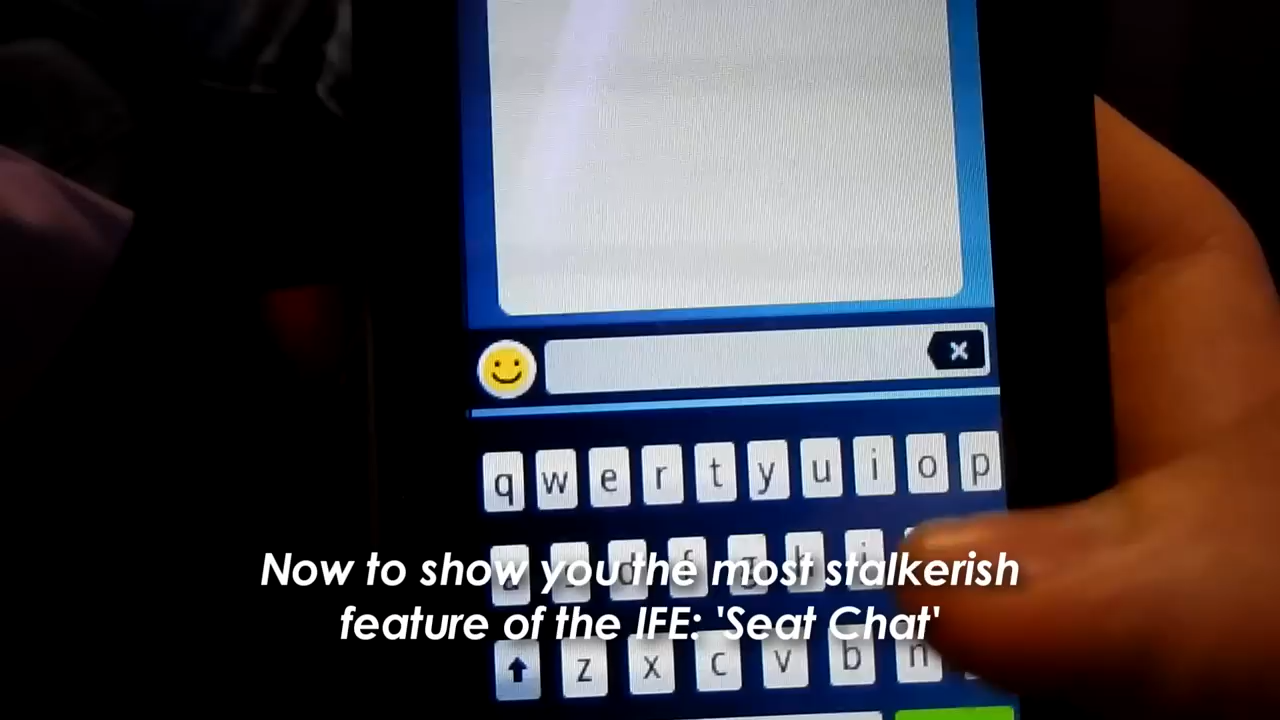 q w e r t y u i o p
a s d f g h j
Now to show you the most stalkerish
feature of the IFE: 'Seat Chat'
z x c v b n